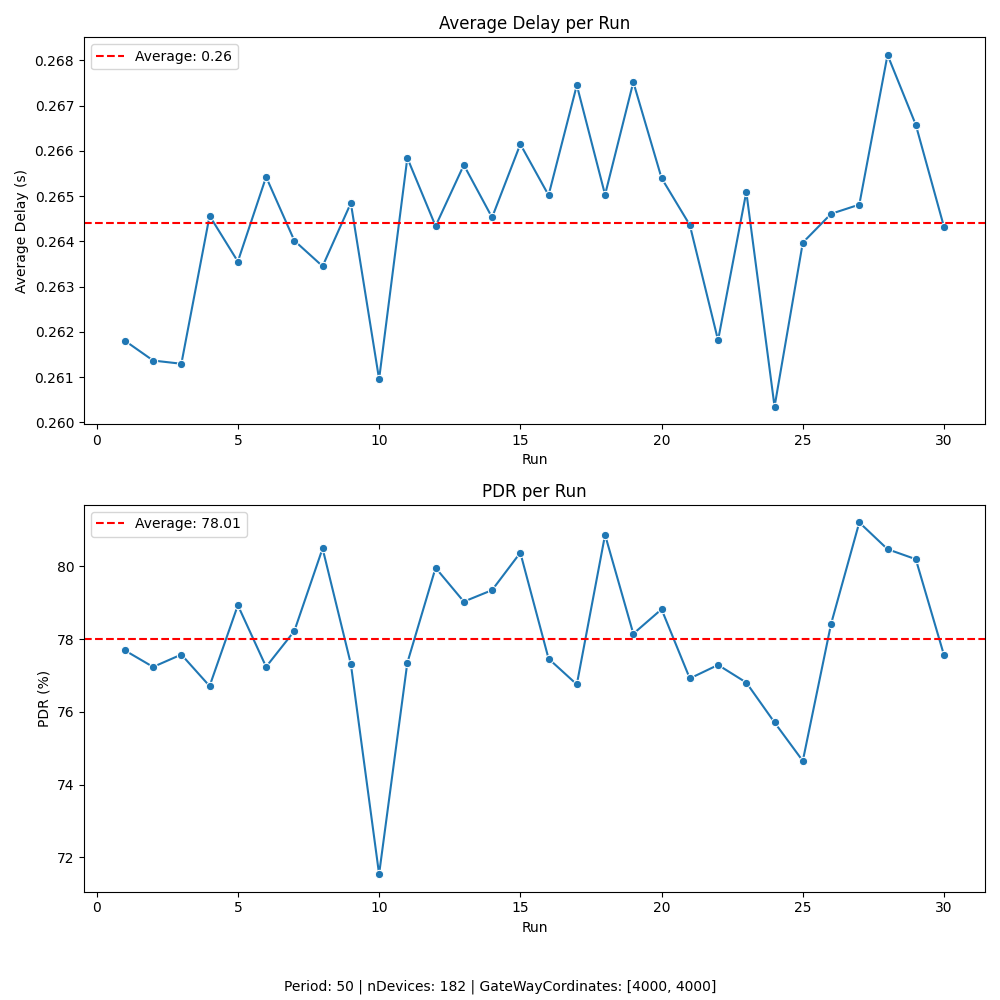 Average Delay per Run
Average: 0.26
0.268
0.267
0.266
0.265
0.264
0.263
0.262
0.261
0.260
Average Delay (s)
0 5 10 15 20 25 30
Run
PDR per Run
Average: 78.01
80
78
76
74
72
PDR (%)
0 5 10 15 20 25 30
Run
Period: 50 | nDevices: 182 | GateWayCordinates: [4000, 4000]